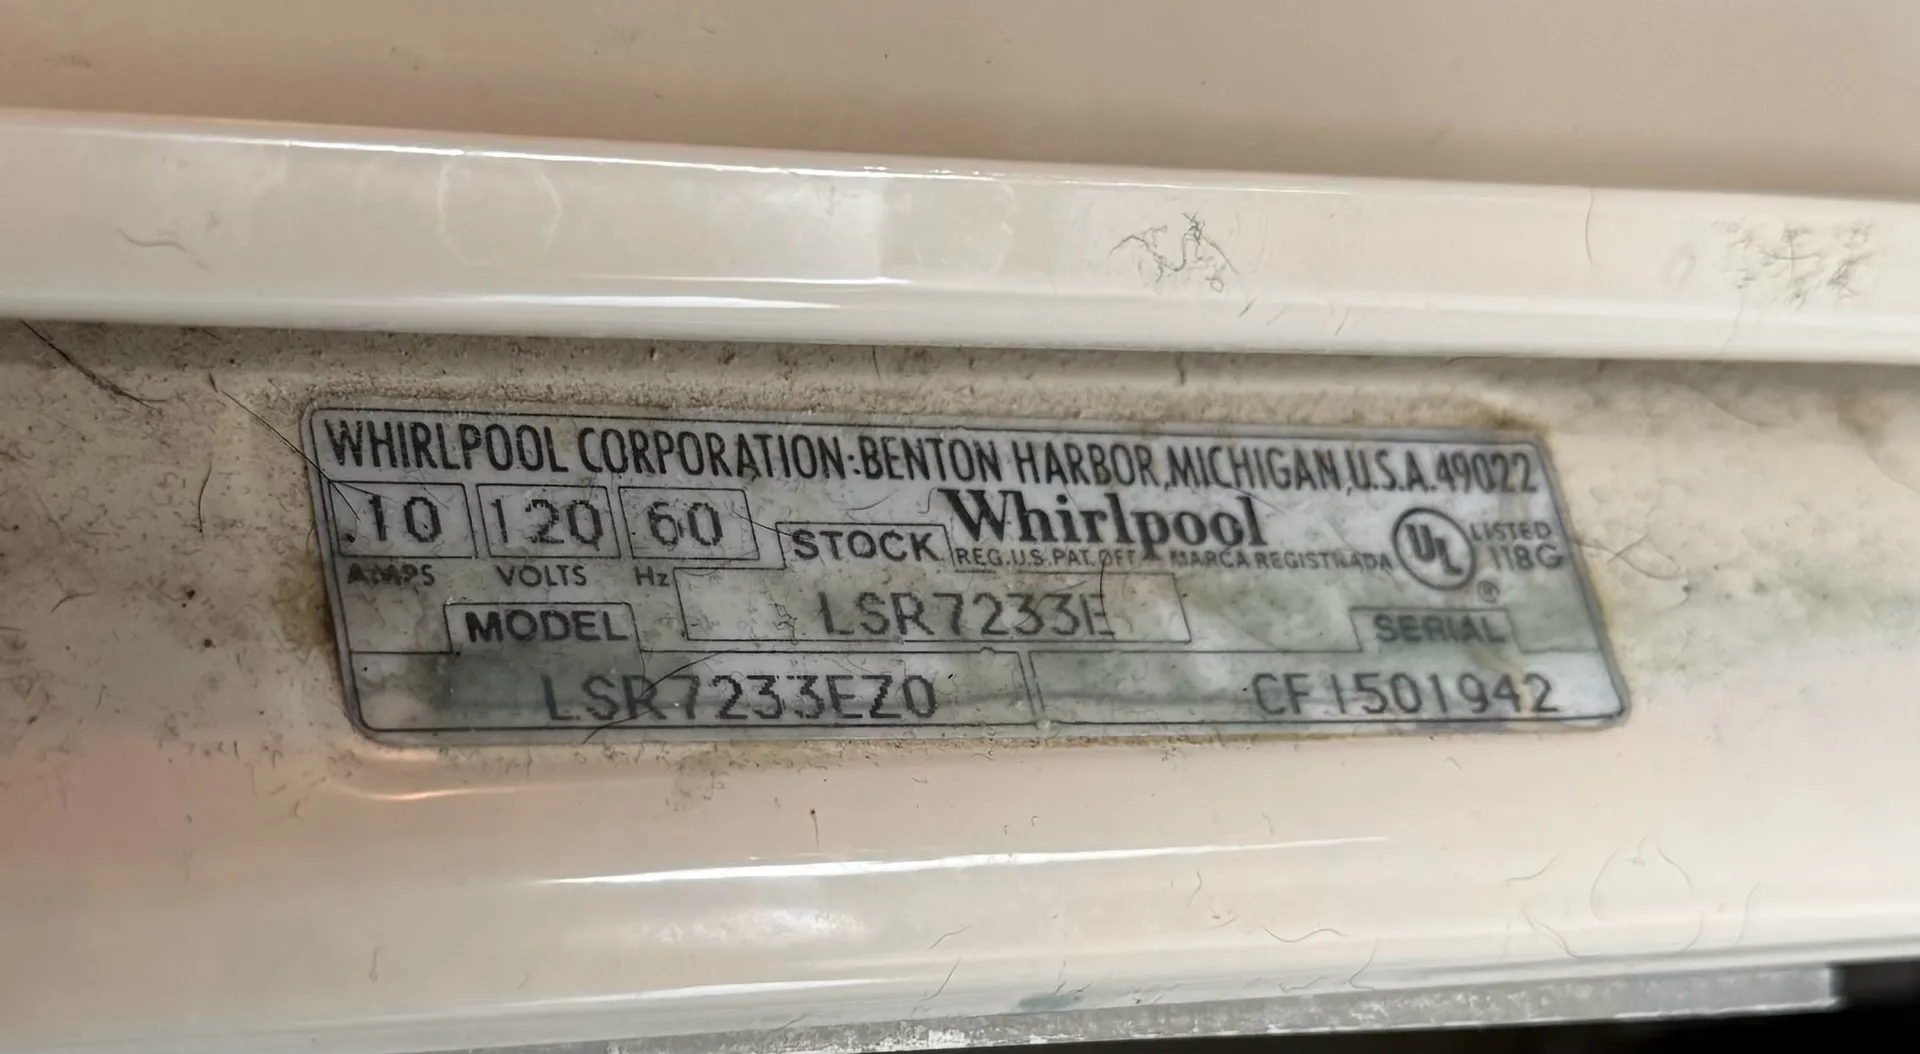 WHIRLPOOL CORPORATION·BENTON HARBOR, MICHIGAN, U.S.A. 49022
.10 120 60
AMPS VOLTS Hz
STOCK
Whirlpool
REG. U.S. PAT. OFF. MARCA REGISTRADA
UL
®
LISTED
118G
LSR7233E
MODEL
LSR7233EZ0
SERIAL
CF1501942